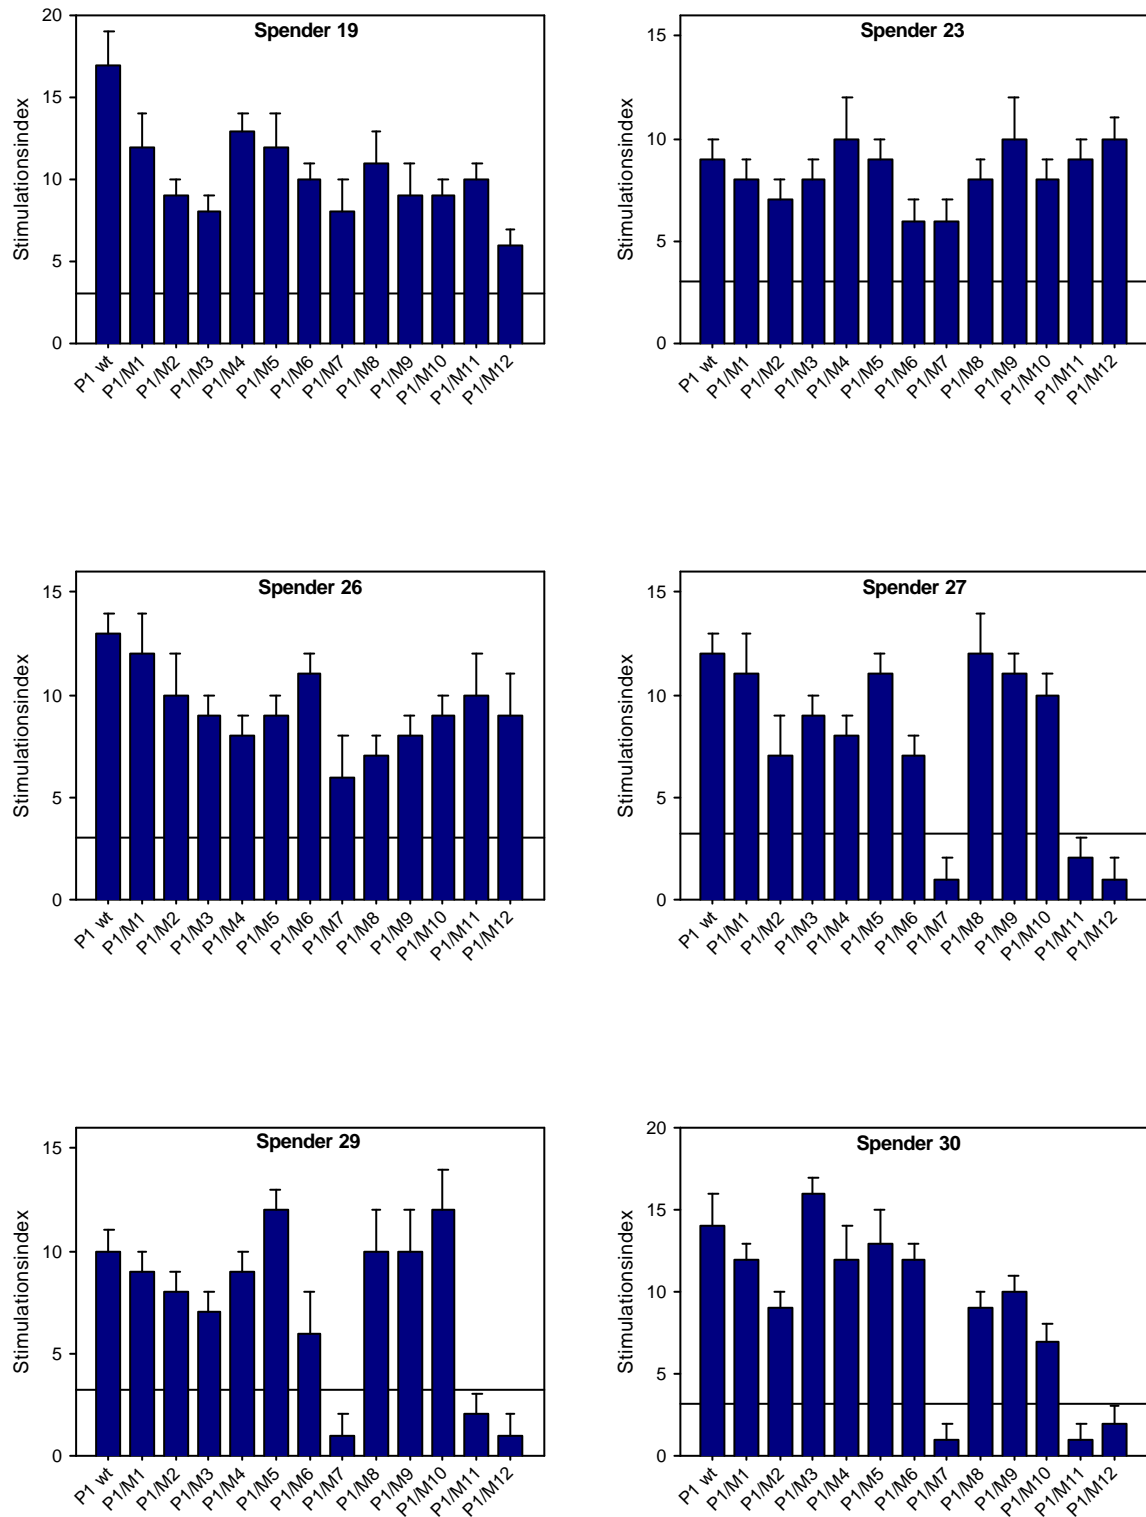 Spender 19
Stimulationsindex
20
15
10
5
0
P1 wt
P1/M1
P1/M2
P1/M3
P1/M4
P1/M5
P1/M6
P1/M7
P1/M8
P1/M9
P1/M10
P1/M11
P1/M12
Spender 23
Stimulationsindex
15
10
5
0
P1 wt
P1/M1
P1/M2
P1/M3
P1/M4
P1/M5
P1/M6
P1/M7
P1/M8
P1/M9
P1/M10
P1/M11
P1/M12
Spender 26
Stimulationsindex
15
10
5
0
P1 wt
P1/M1
P1/M2
P1/M3
P1/M4
P1/M5
P1/M6
P1/M7
P1/M8
P1/M9
P1/M10
P1/M11
P1/M12
Spender 27
Stimulationsindex
15
10
5
0
P1 wt
P1/M1
P1/M2
P1/M3
P1/M4
P1/M5
P1/M6
P1/M7
P1/M8
P1/M9
P1/M10
P1/M11
P1/M12
Spender 29
Stimulationsindex
15
10
5
0
P1 wt
P1/M1
P1/M2
P1/M3
P1/M4
P1/M5
P1/M6
P1/M7
P1/M8
P1/M9
P1/M10
P1/M11
P1/M12
Spender 30
Stimulationsindex
20
15
10
5
0
P1 wt
P1/M1
P1/M2
P1/M3
P1/M4
P1/M5
P1/M6
P1/M7
P1/M8
P1/M9
P1/M10
P1/M11
P1/M12